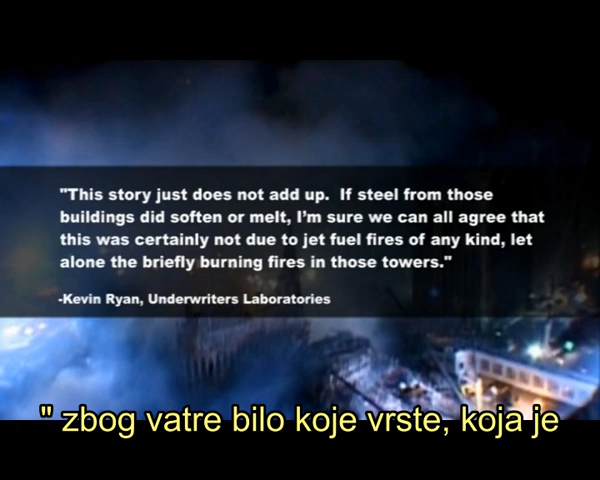 "This story just does not add up.  If steel from those
buildings did soften or melt, I'm sure we can all agree that
this was certainly not due to jet fuel fires of any kind, let
alone the briefly burning fires in those towers."
-Kevin Ryan, Underwriters Laboratories
" zbog vatre bilo koje vrste, koja je